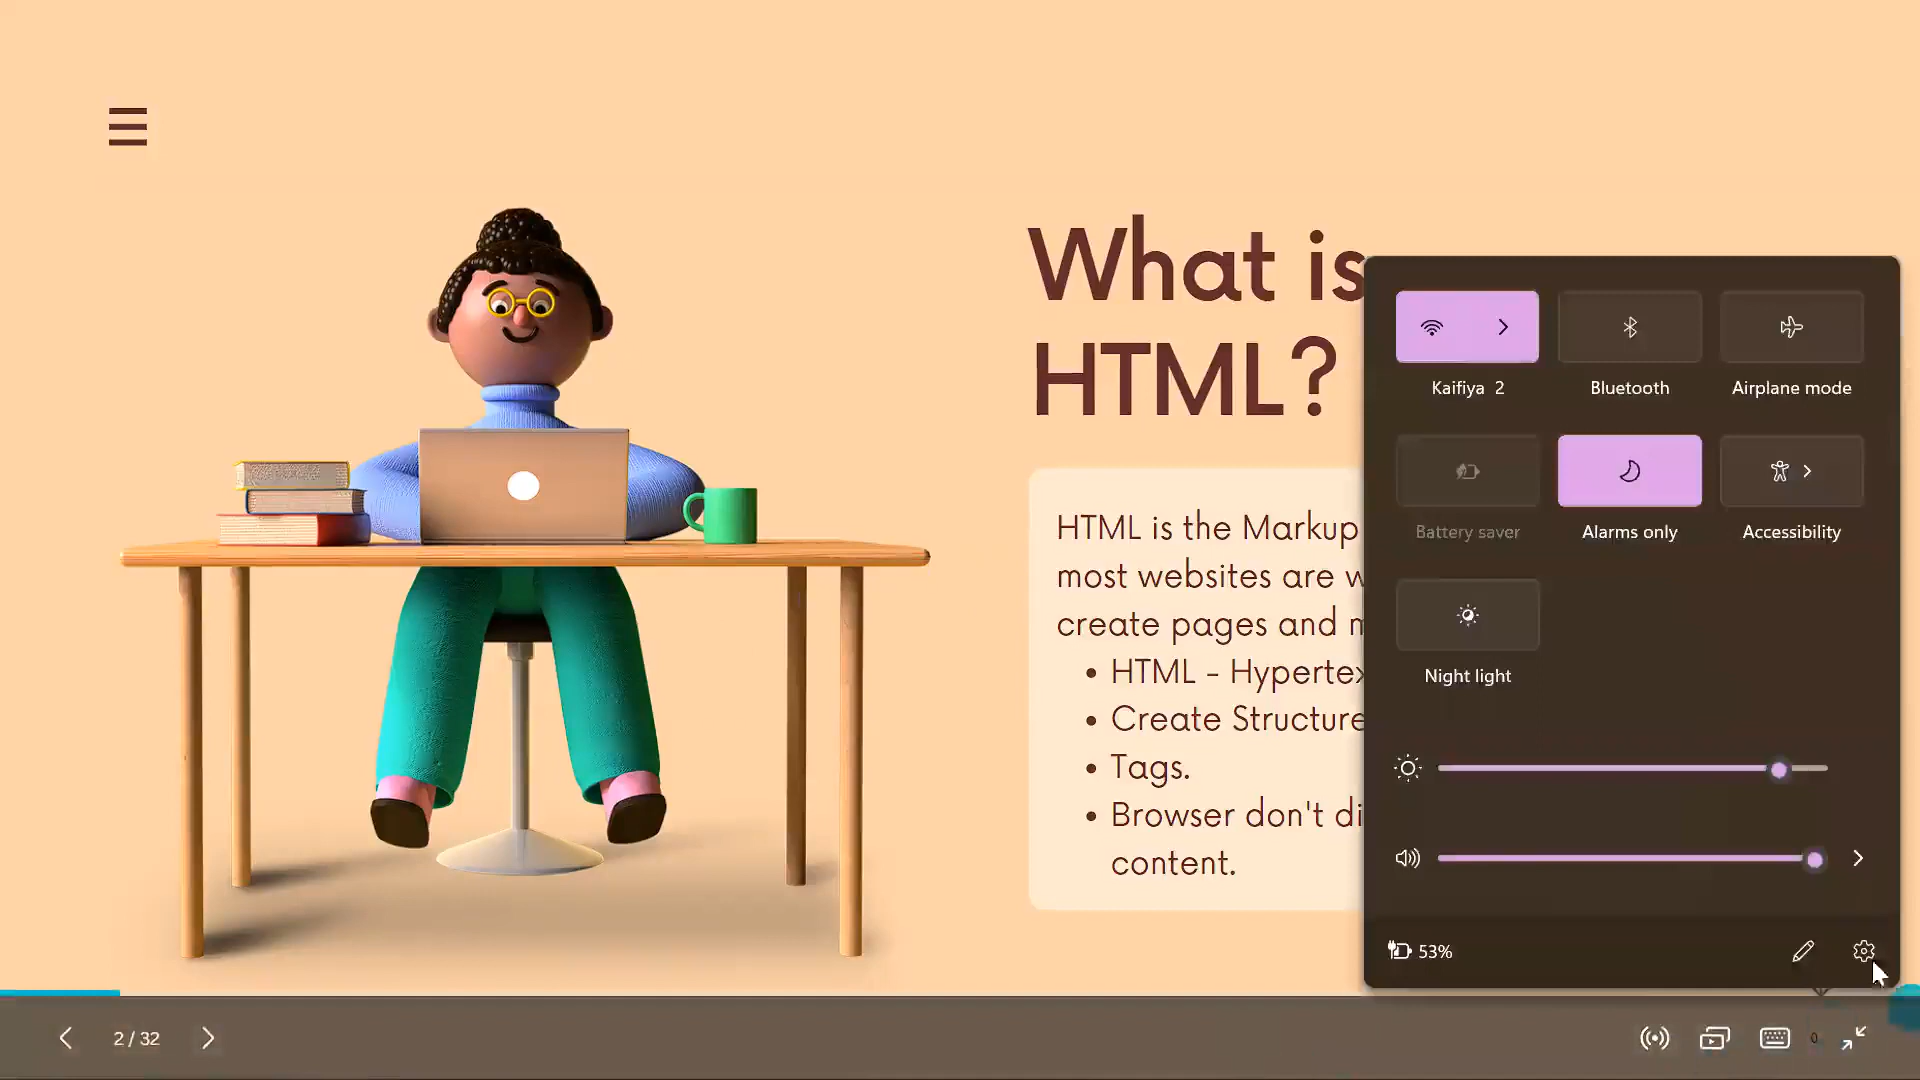 What is
HTML?
HTML is the Markup
most websites are
create pages and
HTML - Hypertex
Create Structure
Tags.
Browser don't di
content.
Kaifiya 2
Bluetooth
Airplane mode
Battery saver
Alarms only
Accessibility
Night light
53%
2 / 32